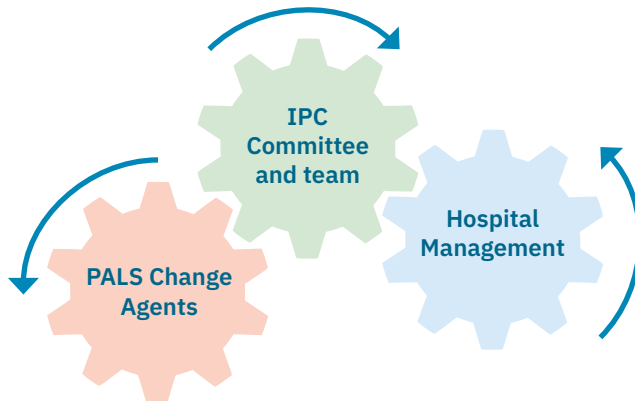 IPC
Committee
and team
Hospital
Management
PALS Change
Agents